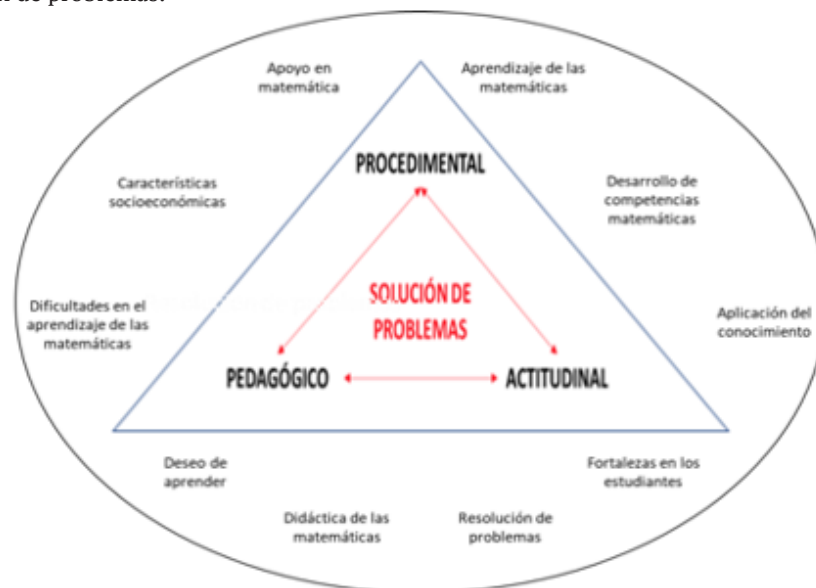 de problemas.
Apoyo en
matemática
Aprendizaje de las
matemáticas
PROCEDIMENTAL
Características
socioeconómicas
Desarrollo de
competencias
matemáticas
SOLUCIÓN DE
PROBLEMAS
Dificultades en el
aprendizaje de las
matemáticas
Aplicación del
conocimiento
PEDAGÓGICO
ACTITUDINAL
Deseo de
aprender
Fortalezas en los
estudiantes
Didáctica de las
matemáticas
Resolución de
problemas